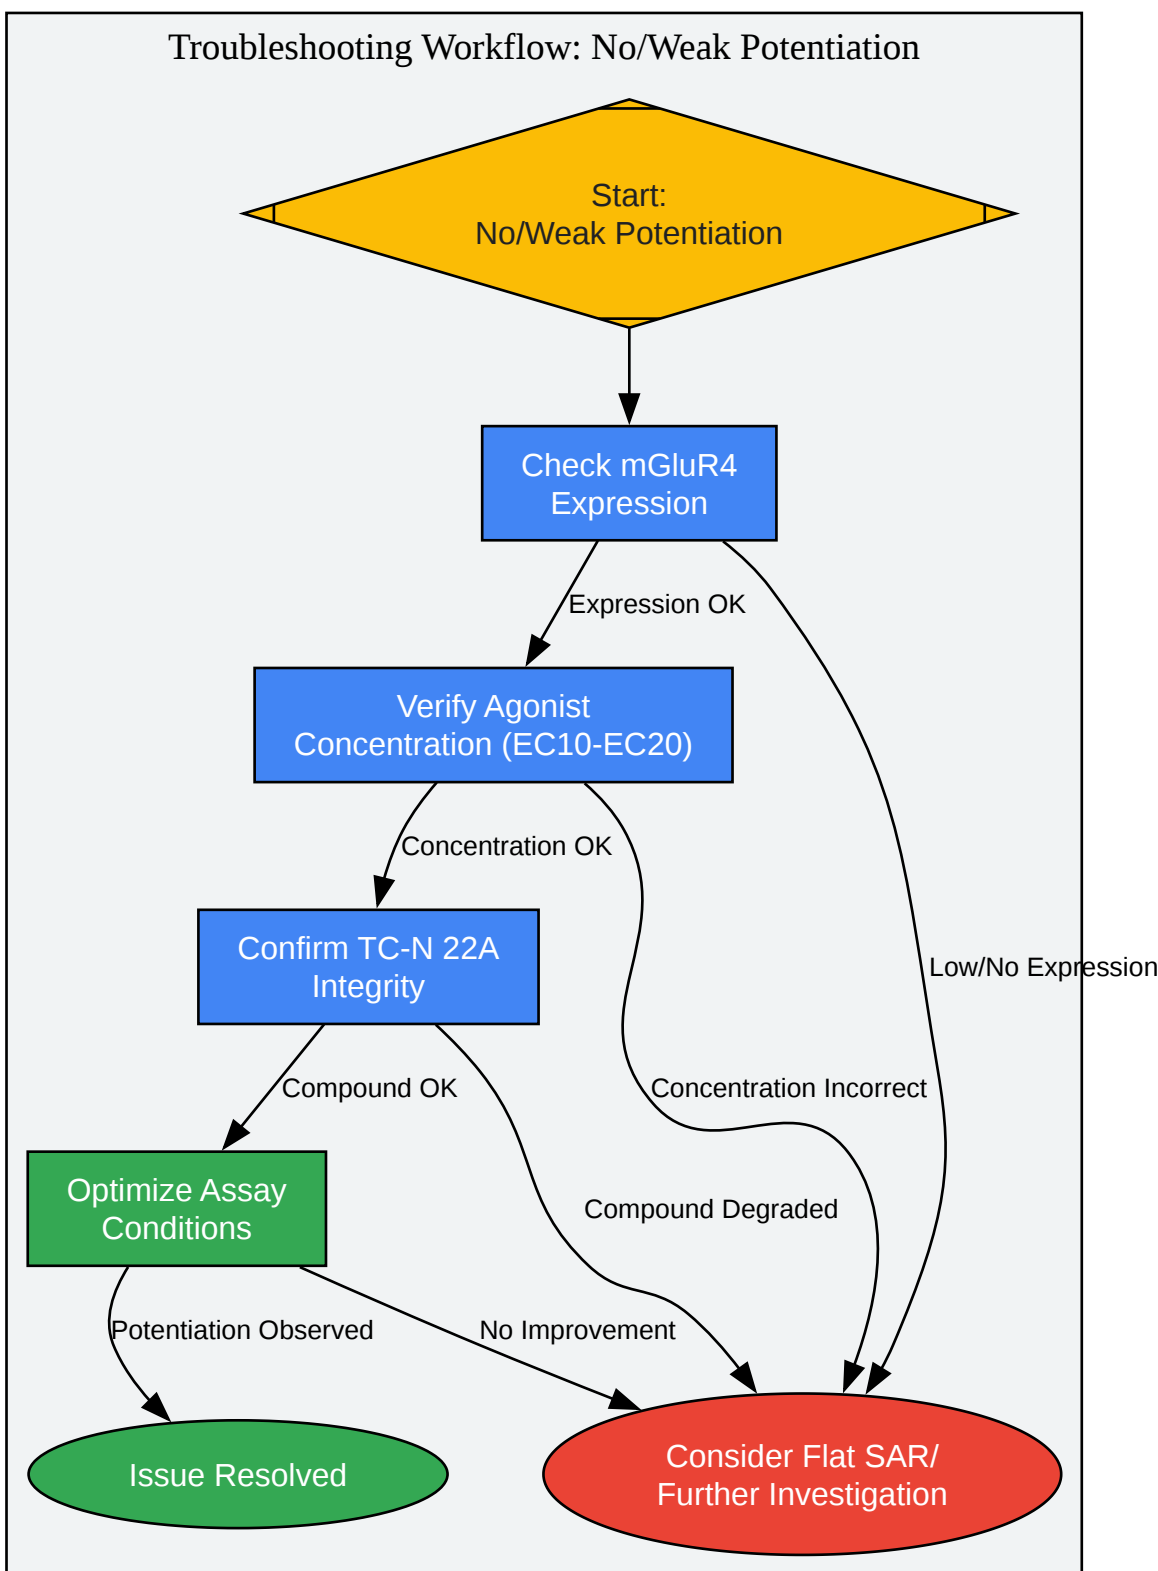 Troubleshooting Workflow: No/Weak Potentiation
Start:
No/Weak Potentiation
Check mGluR4
Expression
Expression OK
Verify Agonist
Concentration (EC10-EC20)
Concentration OK
Confirm TC-N 22A
Integrity
Low/No Expression
Compound OK
Concentration Incorrect
Optimize Assay
Conditions
Compound Degraded
Potentiation Observed
No Improvement
Issue Resolved
Consider Flat SAR/
Further Investigation